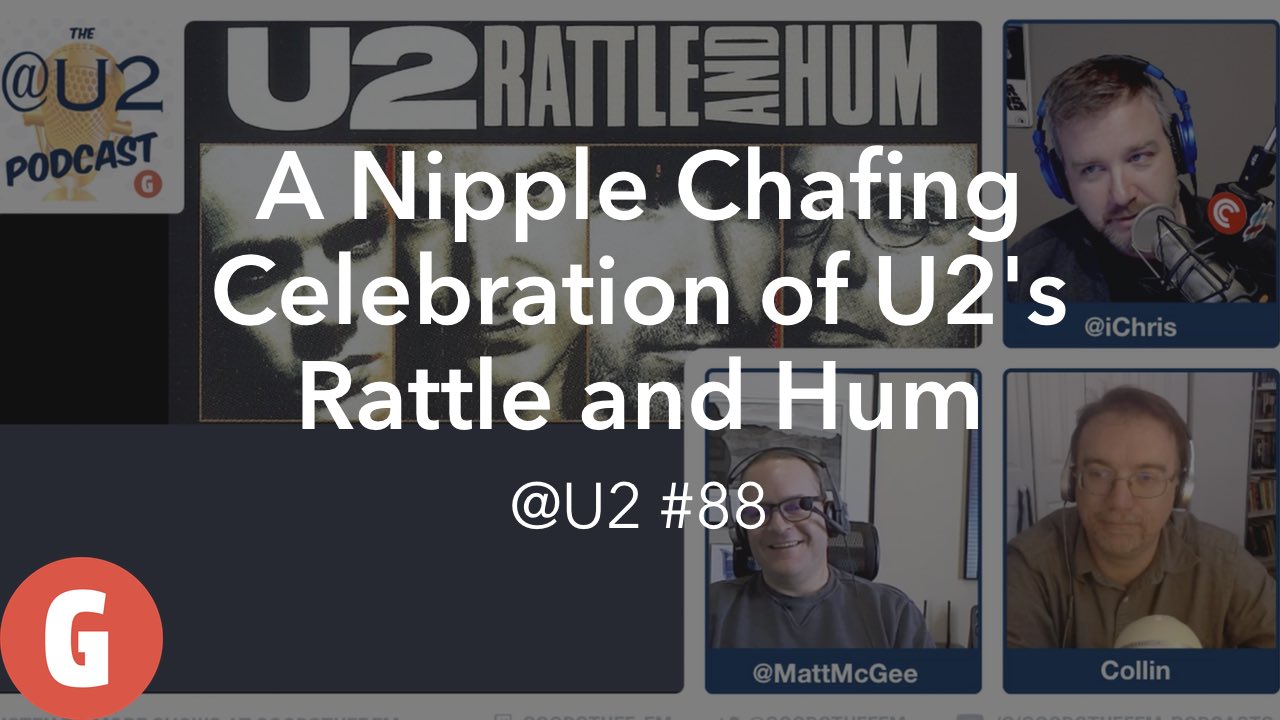 THE
@U2
PODCAST
G
U2 RATTLE AND HUM
A Nipple Chafing
Celebration of U2's
Rattle and Hum
@U2 #88
@iChris
@MattMcGee
Collin
G